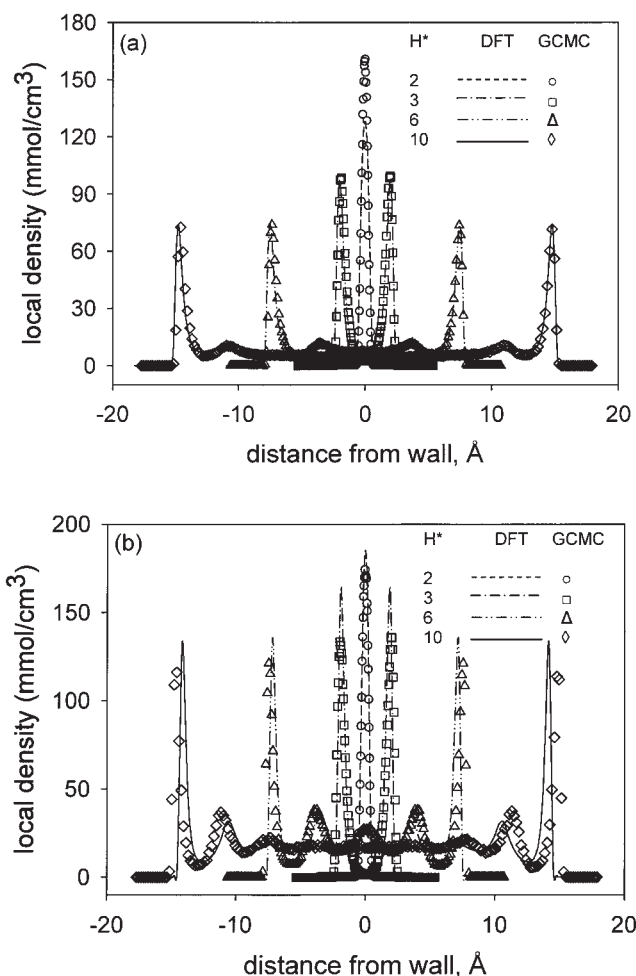 (a)
H* DFT GCMC
2
3
6
10
180
150
120
90
60
30
0
local density (mmol/cm³)
-20 -10 0 10 20
distance from wall, Å
(b)
H* DFT GCMC
2
3
6
10
200
150
100
50
0
local density (mmol/cm³)
-20 -10 0 10 20
distance from wall, Å